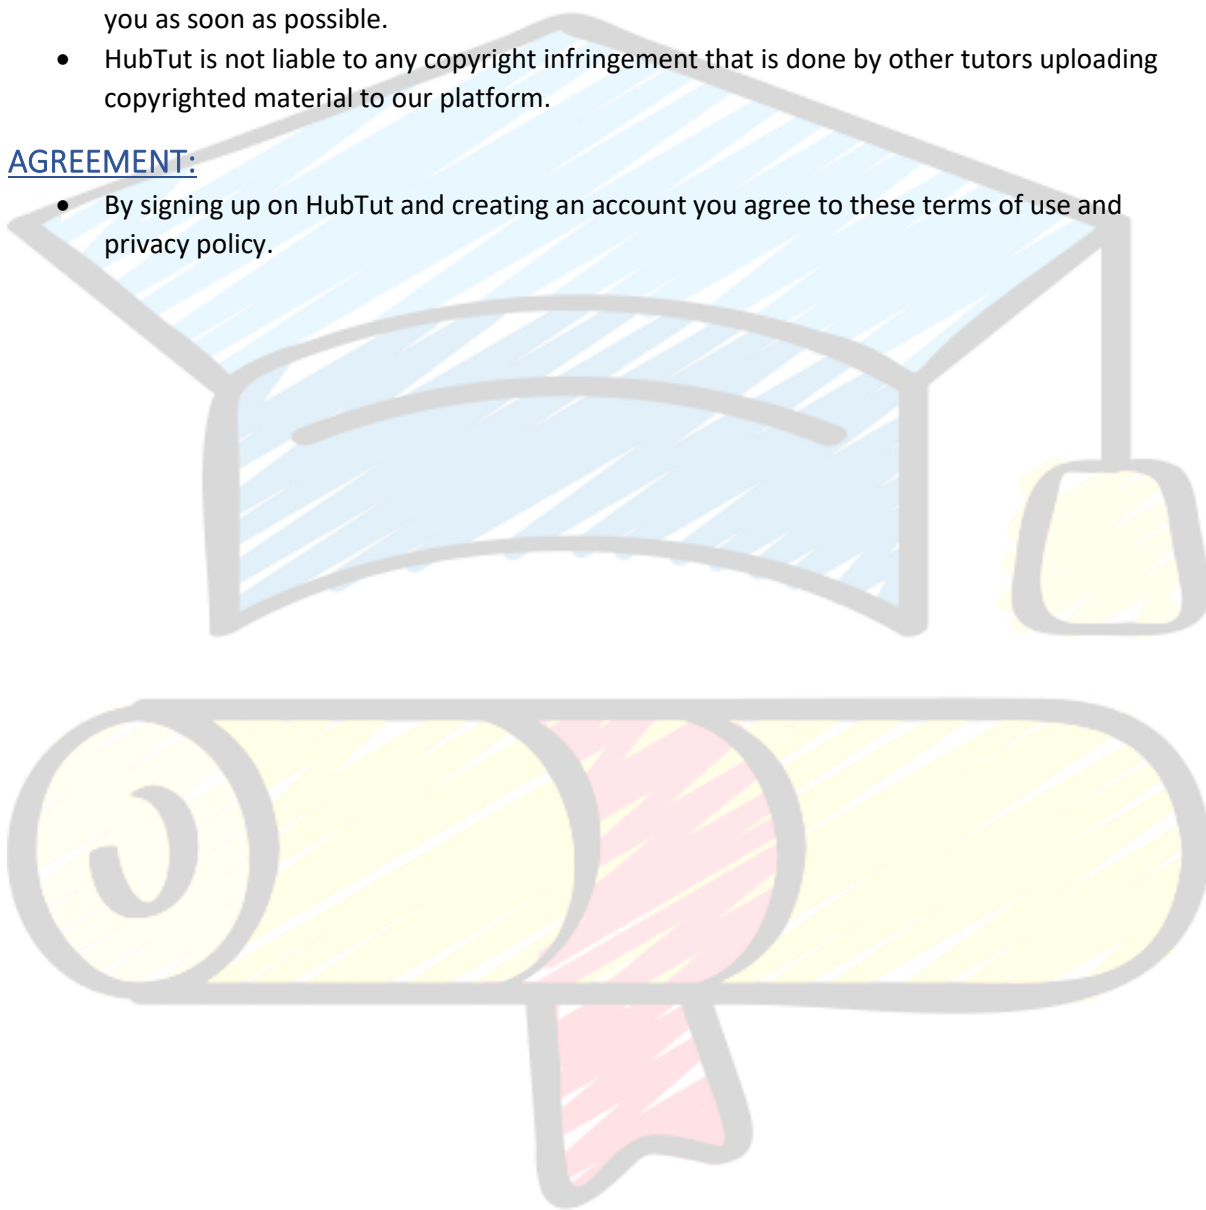 you as soon as possible.
• HubTut is not liable to any copyright infringement that is done by other tutors uploading
copyrighted material to our platform.
AGREEMENT:
• By signing up on HubTut and creating an account you agree to these terms of use and
privacy policy.